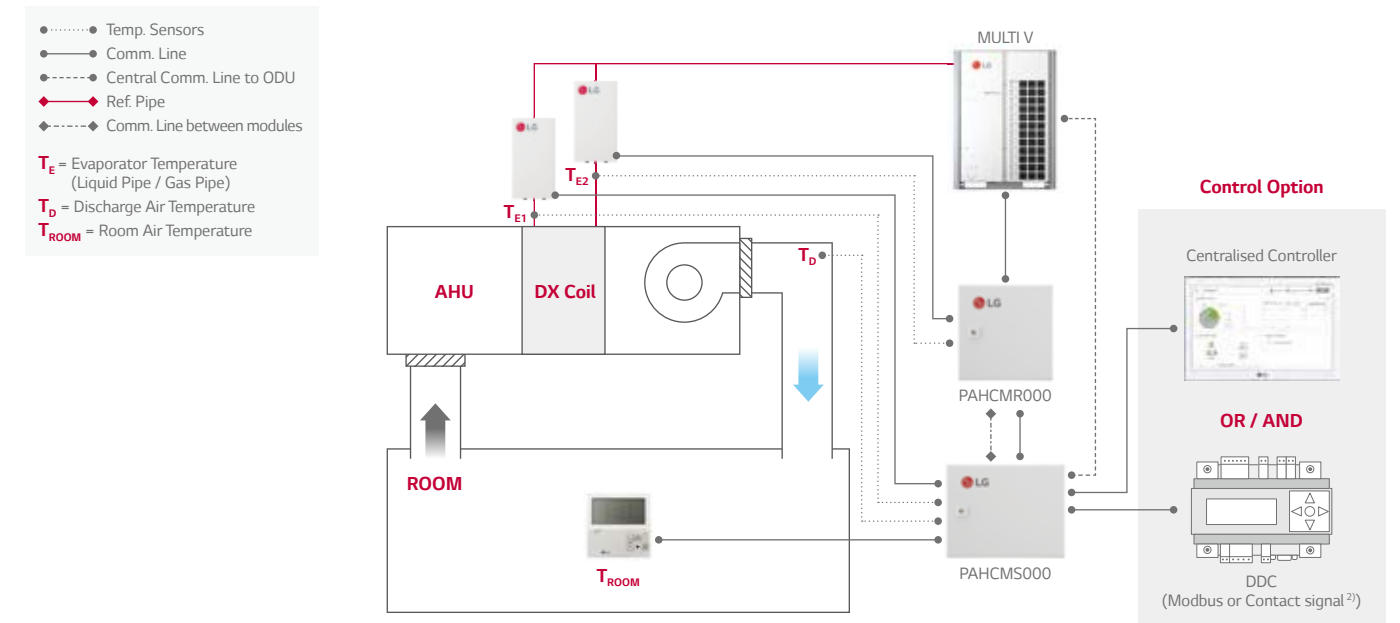 Temp. Sensors
Comm. Line
Central Comm. Line to ODU
Ref. Pipe
Comm. Line between modules
TE = Evaporator Temperature
(Liquid Pipe / Gas Pipe)
TD = Discharge Air Temperature
TROOM = Room Air Temperature
MULTI V
LG
LG
LG
TE2
TE1
TD
AHU
DX Coil
LG
PAHCMR000
Control Option
Centralised Controller
OR / AND
ROOM
LG
TROOM
PAHCMS000
DDC
(Modbus or Contact signal 2))